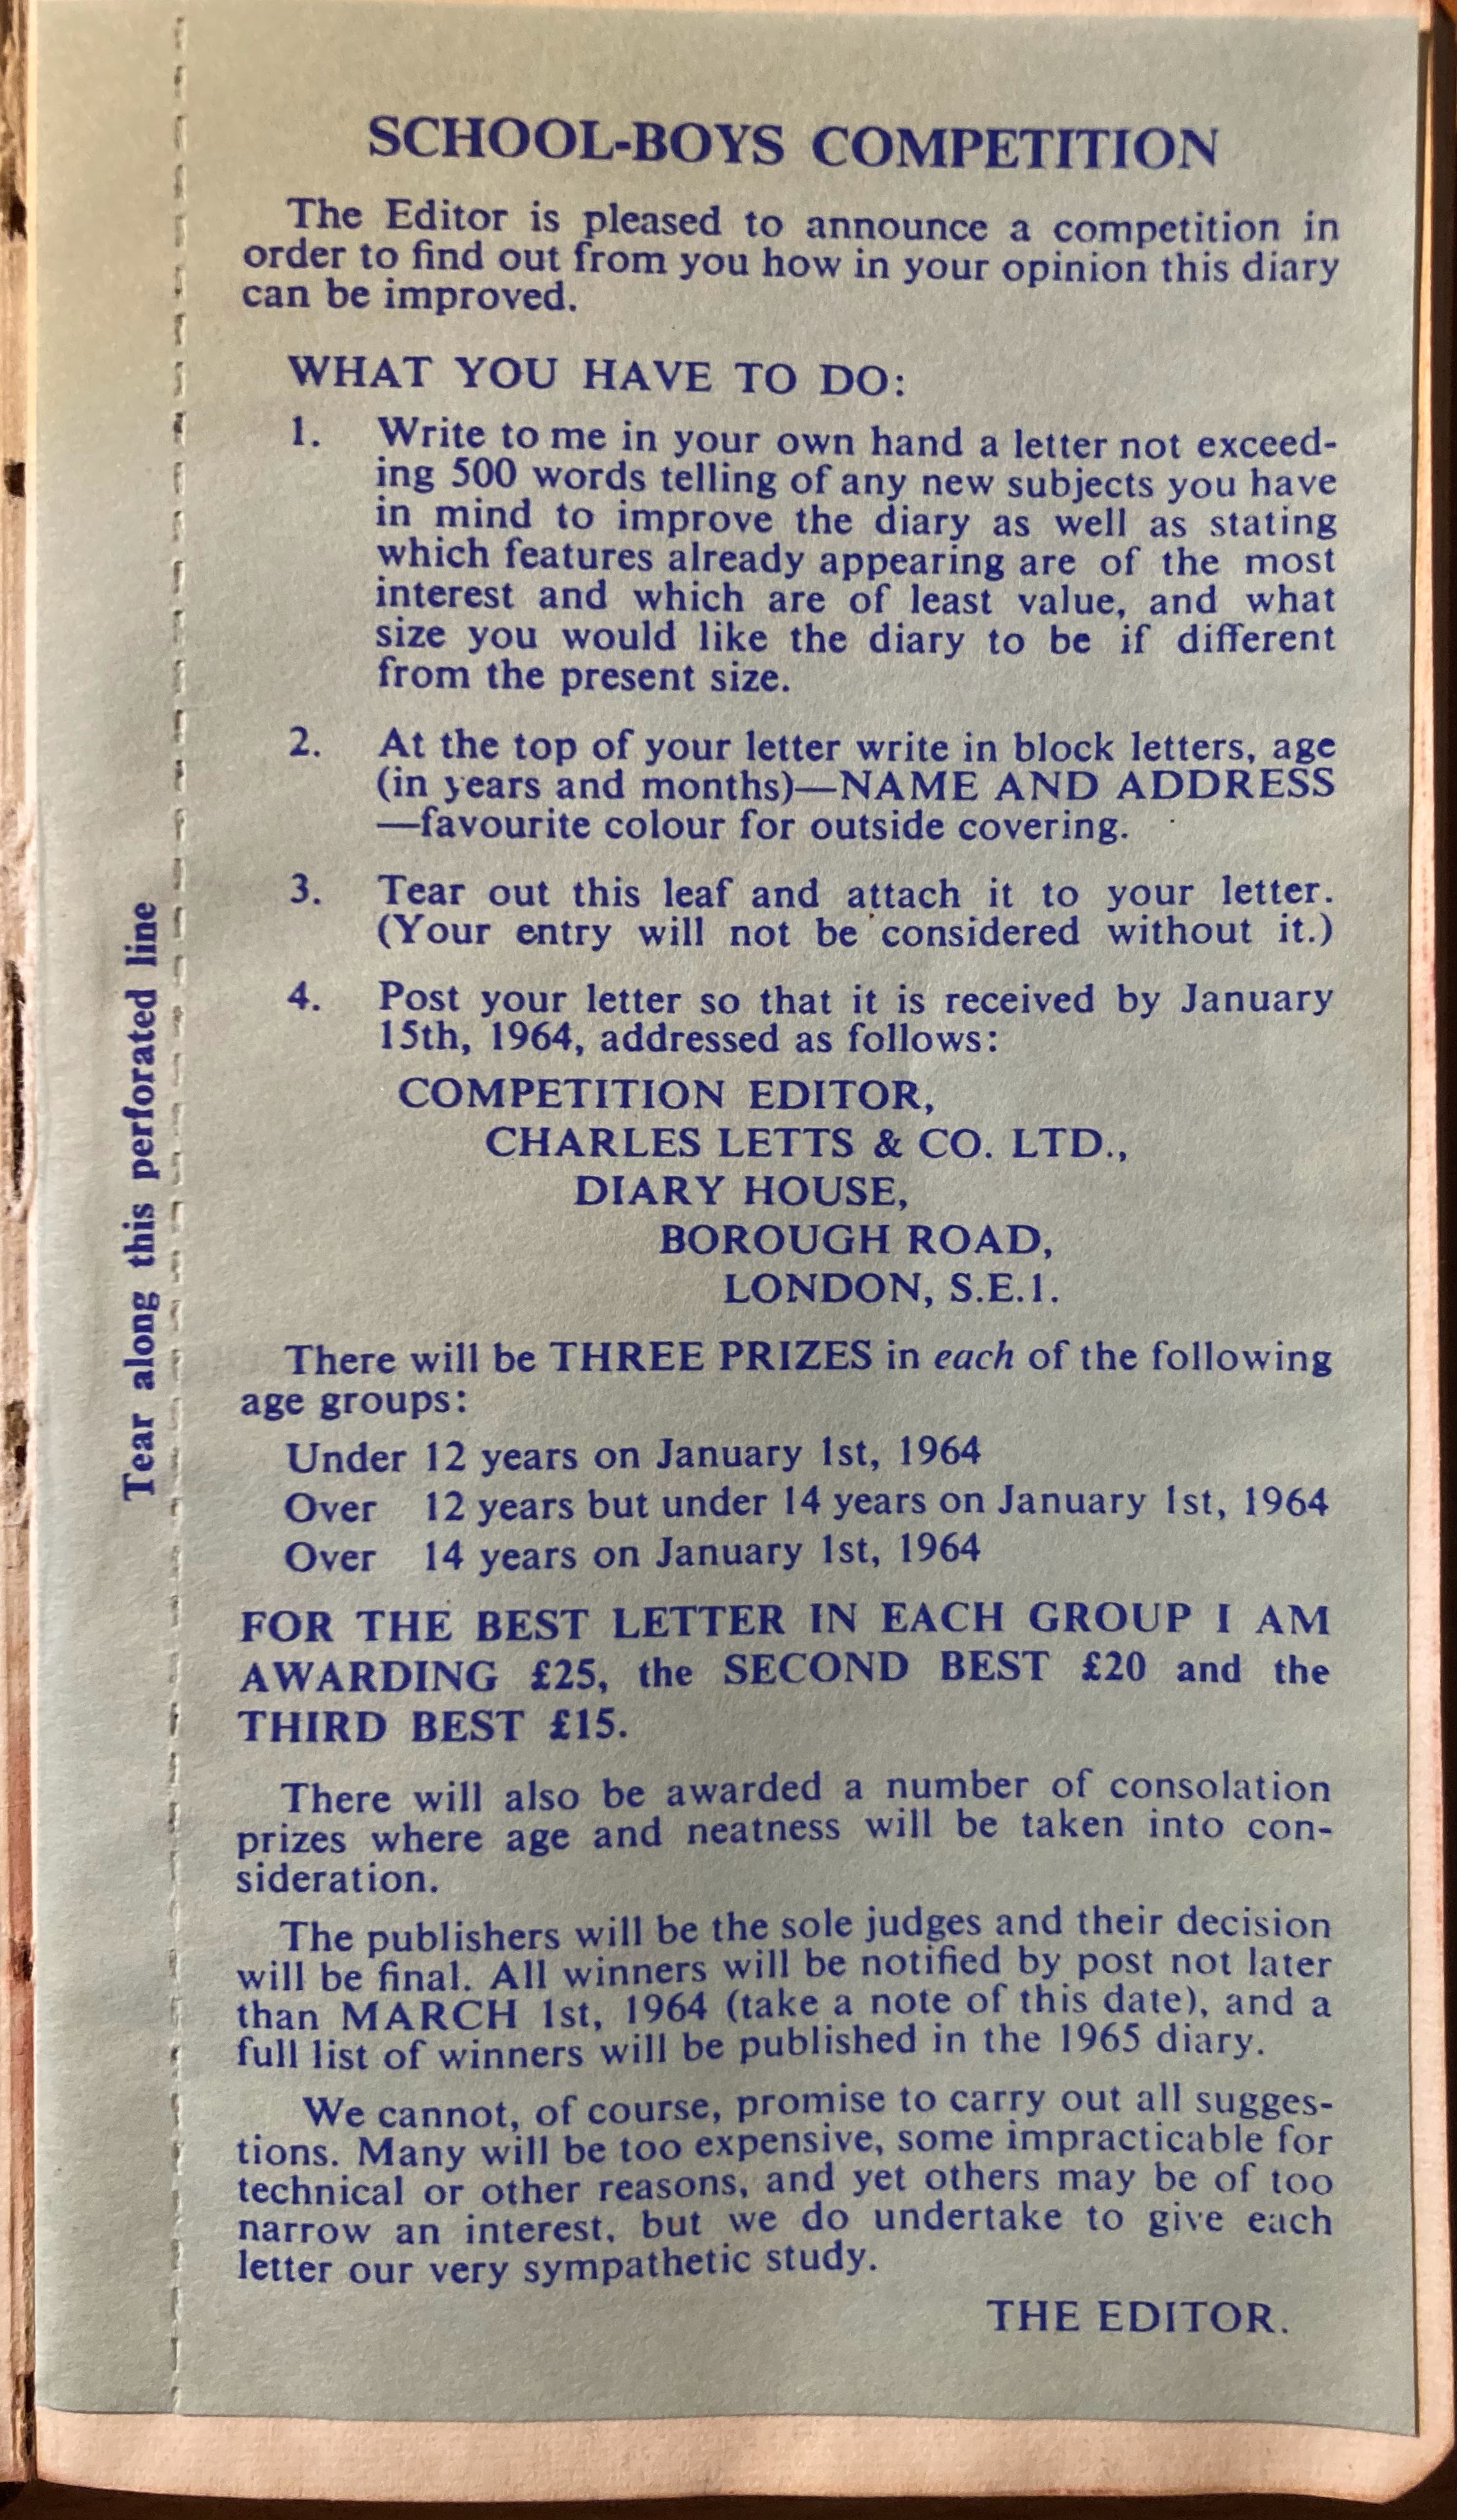 SCHOOL-BOYS COMPETITION
The Editor is pleased to announce a competition in
order to find out from you how in your opinion this diary
can be improved.
WHAT YOU HAVE TO DO:
1. Write to me in your own hand a letter not exceed-
ing 500 words telling of any new subjects you have
in mind to improve the diary as well as stating
which features already appearing are of the most
interest and which are of least value, and what
size you would like the diary to be if different
from the present size.
2. At the top of your letter write in block letters, age
(in years and months)—NAME AND ADDRESS
—favourite colour for outside covering.
3. Tear out this leaf and attach it to your letter.
(Your entry will not be considered without it.)
4. Post your letter so that it is received by January
15th, 1964, addressed as follows:
COMPETITION EDITOR,
CHARLES LETTS & CO. LTD.,
DIARY HOUSE,
BOROUGH ROAD,
LONDON, S.E.1.
There will be THREE PRIZES in each of the following
age groups:
Under 12 years on January 1st, 1964
Over 12 years but under 14 years on January 1st, 1964
Over 14 years on January 1st, 1964
FOR THE BEST LETTER IN EACH GROUP I AM
AWARDING £25, the SECOND BEST £20 and the
THIRD BEST £15.
There will also be awarded a number of consolation
prizes where age and neatness will be taken into con-
sideration.
The publishers will be the sole judges and their decision
will be final. All winners will be notified by post not later
than MARCH 1st, 1964 (take a note of this date), and a
full list of winners will be published in the 1965 diary.
We cannot, of course, promise to carry out all sugges-
tions. Many will be too expensive, some impracticable for
technical or other reasons, and yet others may be of too
narrow an interest, but we do undertake to give each
letter our very sympathetic study.
THE EDITOR.
Tear along this perforated line